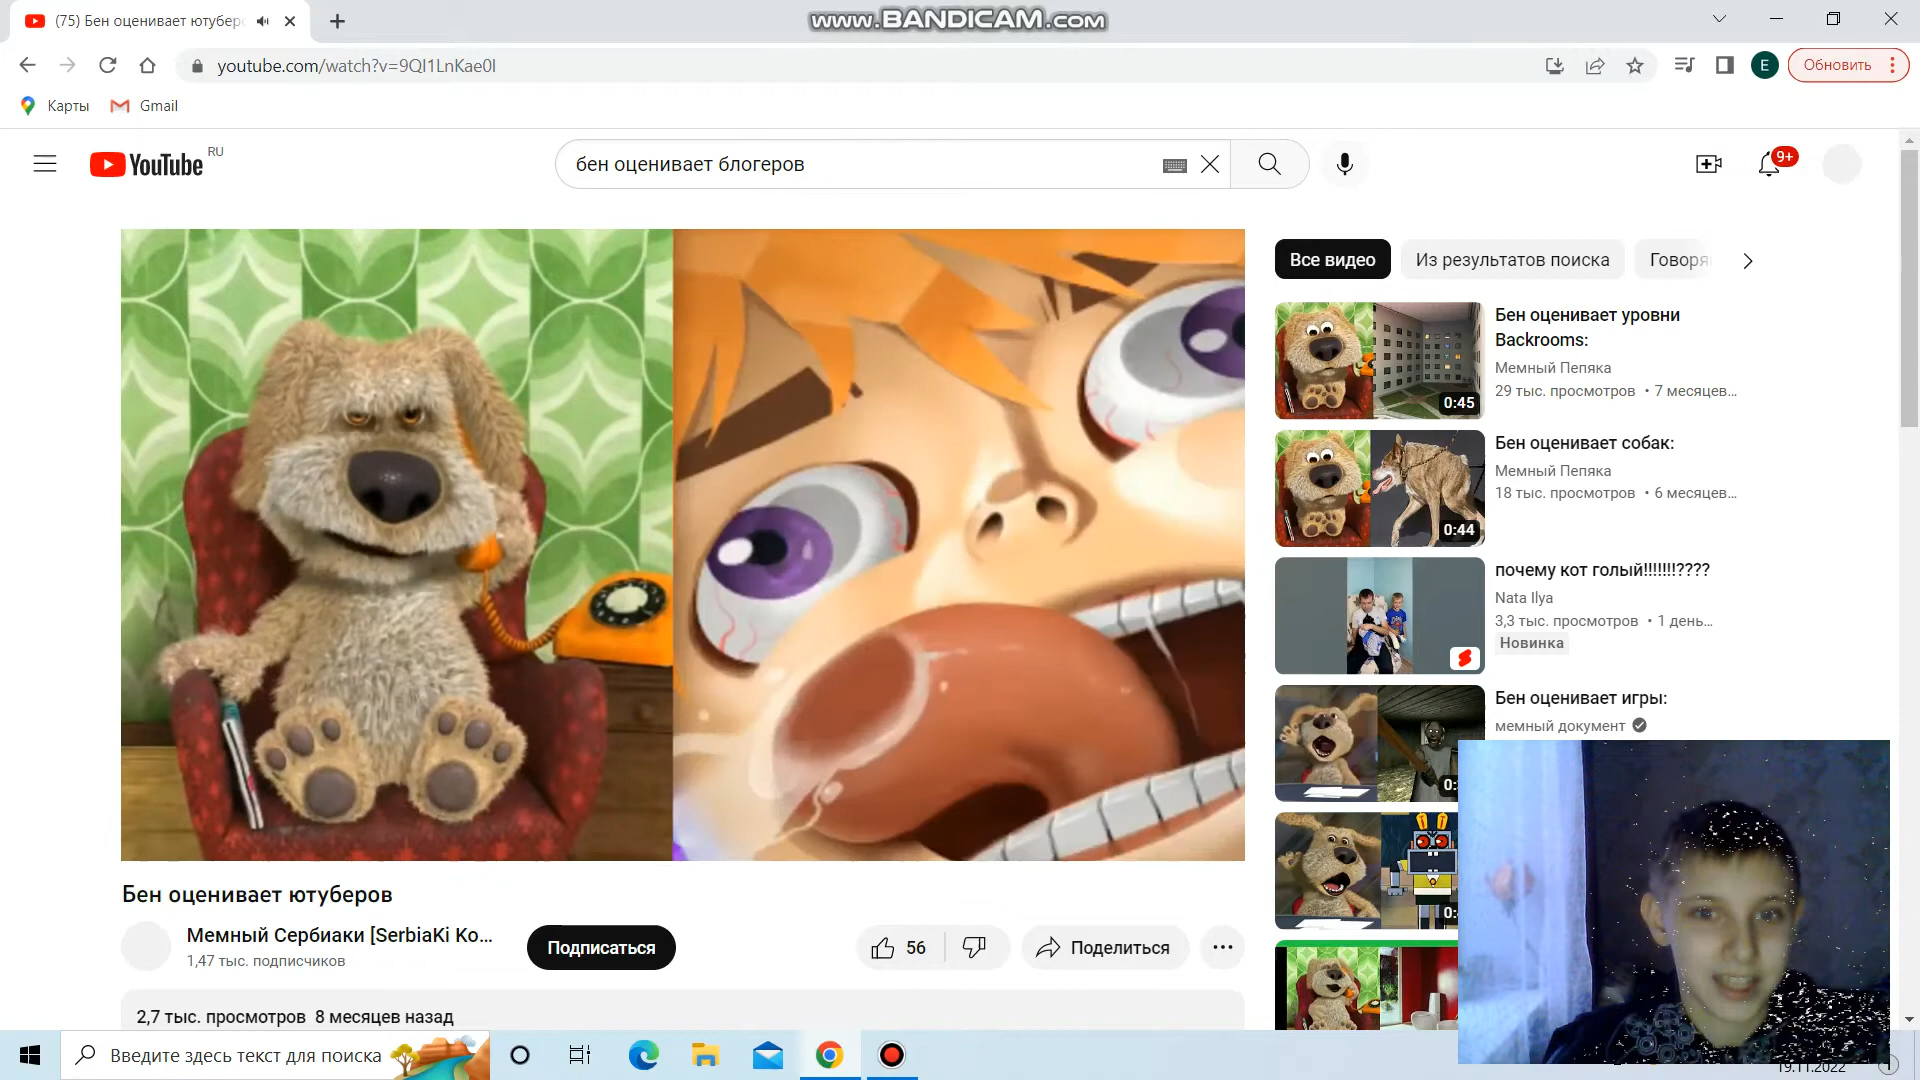 (75) Бен оценивает ютубер
www.BANDICAM.com
youtube.com/watch?v=9QI1LnKae0I
E
Обновить
Карты
Gmail
YouTube
RU
бен оценивает блогеров
9+
Все видео
Из результатов поиска
Говоря
Бен оценивает уровни
Backrooms:
Мемный Пепяка
29 тыс. просмотров • 7 месяцев...
0:45
Бен оценивает собак:
Мемный Пепяка
18 тыс. просмотров • 6 месяцев...
0:44
почему кот голый!!!!!!!????
Nata Ilya
3,3 тыс. просмотров • 1 день...
Новинка
Бен оценивает игры:
мемный документ
0:
0:
Бен оценивает ютуберов
Мемный Сербиаки [SerbiaKi Ko...
1,47 тыс. подписчиков
Подписаться
56
Поделиться
2,7 тыс. просмотров 8 месяцев назад
Введите здесь текст для поиска
19.11.2022
1